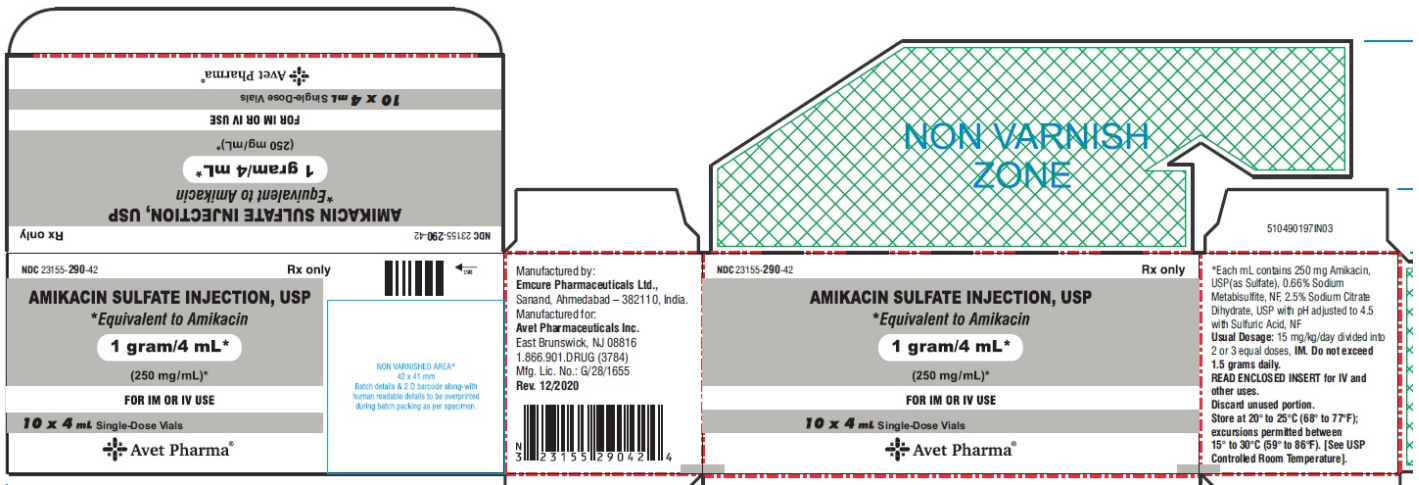 Avet Pharma®
10 x 4 mL Single-Dose Vials
FOR IM OR IV USE
(250 mg/mL)*
1 gram/4 mL*
*Equivalent to Amikacin
AMIKACIN SULFATE INJECTION, USP
NDC 23155-290-42 Rx only
NDC 23155-290-42 Rx only
196
AMIKACIN SULFATE INJECTION, USP
*Equivalent to Amikacin
1 gram/4 mL*
(250 mg/mL)*
FOR IM OR IV USE
10 x 4 mL Single-Dose Vials
Avet Pharma®
NON VARNISHED AREA*
42 x 41 mm
Batch details & 2 D barcode along-with
human readable details to be overprinted
during batch packing as per specimen.
Manufactured by:
Emcure Pharmaceuticals Ltd.,
Sanand, Ahmedabad – 382110, India.
Manufactured for:
Avet Pharmaceuticals Inc.
East Brunswick, NJ 08816
1.866.901.DRUG (3784)
Mfg. Lic. No.: G/28/1655
Rev. 12/2020
N
3 23155 29042 4
NON VARNISH
ZONE
NDC 23155-290-42 Rx only
AMIKACIN SULFATE INJECTION, USP
*Equivalent to Amikacin
1 gram/4 mL*
(250 mg/mL)*
FOR IM OR IV USE
10 x 4 mL Single-Dose Vials
Avet Pharma®
510490197IN03
*Each mL contains 250 mg Amikacin,
USP(as Sulfate), 0.66% Sodium
Metabisulfite, NF, 2.5% Sodium Citrate
Dihydrate, USP with pH adjusted to 4.5
with Sulfuric Acid, NF
Usual Dosage: 15 mg/kg/day divided into
2 or 3 equal doses, IM. Do not exceed
1.5 grams daily.
READ ENCLOSED INSERT for IV and
other uses.
Discard unused portion.
Store at 20° to 25°C (68° to 77°F);
excursions permitted between
15° to 30°C (59° to 86°F). [See USP
Controlled Room Temperature].